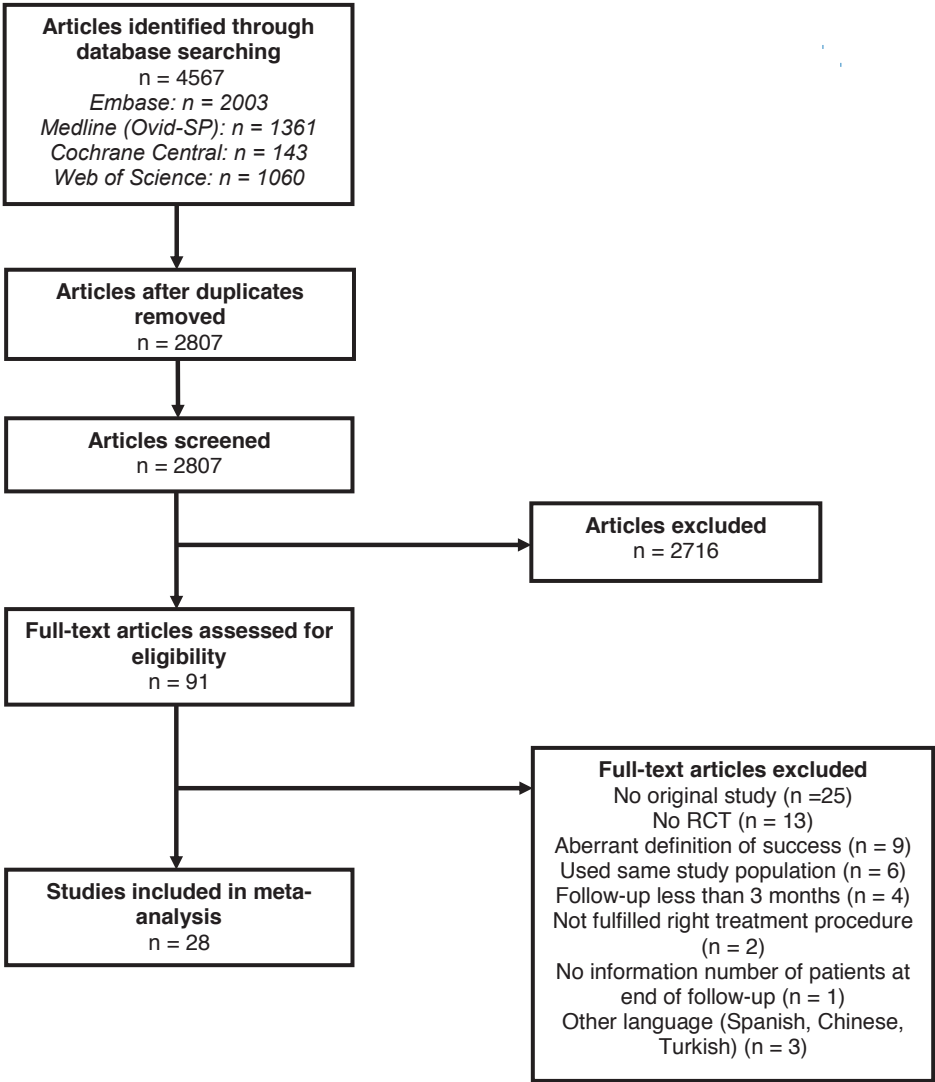 Articles identified through
database searching
n = 4567
Embase: n = 2003
Medline (Ovid-SP): n = 1361
Cochrane Central: n = 143
Web of Science: n = 1060
Articles after duplicates
removed
n = 2807
Articles screened
n = 2807
Articles excluded
n = 2716
Full-text articles assessed for
eligibility
n = 91
Full-text articles excluded
No original study (n =25)
No RCT (n = 13)
Aberrant definition of success (n = 9)
Used same study population (n = 6)
Follow-up less than 3 months (n = 4)
Not fulfilled right treatment procedure
(n = 2)
No information number of patients at
end of follow-up (n = 1)
Other language (Spanish, Chinese,
Turkish) (n = 3)
Studies included in meta-
analysis
n = 28